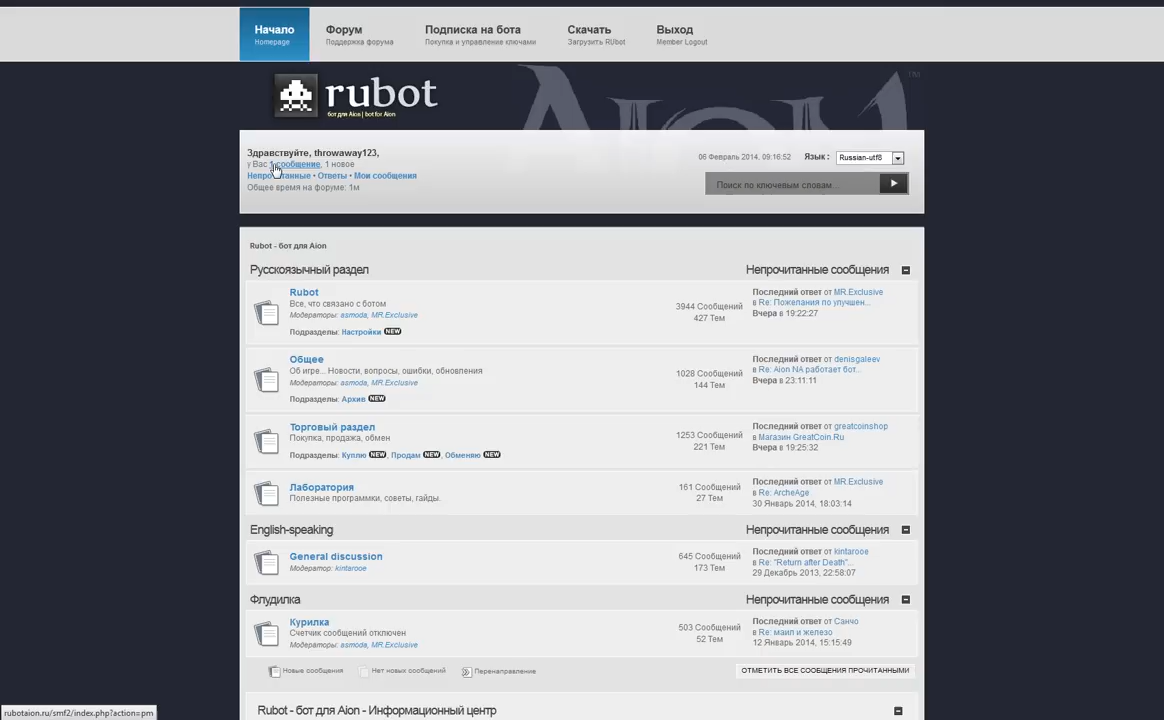 Начало
Homepage
Форум
Поддержка форума
Подписка на бота
Покупка и управление ключами
Скачать
Загрузить RUbot
Выход
Member Logout
rubot
бот для Aion | bot for Aion
AION
Здравствуйте, throwaway123,
у Вас 1 сообщение, 1 новое
Непрочитанные • Ответы • Мои сообщения
Общее время на форуме: 1м
06 Февраль 2014, 09:16:52
Язык :
Russian-utf8
Поиск по ключевым словам...
Rubot - бот для Aion
Русскоязычный раздел
Непрочитанные сообщения
Rubot
Все, что связано с ботом
Модераторы: asmoda, MR.Exclusive
Подразделы: Настройки NEW
3944 Сообщений
427 Тем
Последний ответ от MR.Exclusive
в Re: Пожелания по улучшен...
Вчера в 19:22:27
Общее
Об игре... Новости, вопросы, ошибки, обновления
Модераторы: asmoda, MR.Exclusive
Подразделы: Архив NEW
1028 Сообщений
144 Тем
Последний ответ от denisgaleev
в Re: Aion NA работает бот...
Вчера в 23:11:11
Торговый раздел
Покупка, продажа, обмен
Подразделы: Куплю NEW, Продам NEW, Обменяю NEW
1253 Сообщений
221 Тем
Последний ответ от greatcoinshop
в Магазин GreatCoin.Ru
Вчера в 19:25:32
Лаборатория
Полезные программки, советы, гайды.
161 Сообщений
27 Тем
Последний ответ от MR.Exclusive
в Re: ArcheAge
30 Январь 2014, 18:03:14
English-speaking
Непрочитанные сообщения
General discussion
Модератор: kintarooe
645 Сообщений
173 Тем
Последний ответ от kintarooe
в Re: "Return after Death"...
29 Декабрь 2013, 22:58:07
Флудилка
Непрочитанные сообщения
Курилка
Счетчик сообщений отключен
Модераторы: asmoda, MR.Exclusive
503 Сообщений
52 Тем
Последний ответ от Санчо
в Re: маил и железо
12 Январь 2014, 15:15:49
Новые сообщения
Нет новых сообщений
Перенаправление
ОТМЕТИТЬ ВСЕ СООБЩЕНИЯ ПРОЧИТАННЫМИ
Rubot - бот для Aion - Информационный центр
rubotaion.ru/smf2/index.php?action=pm